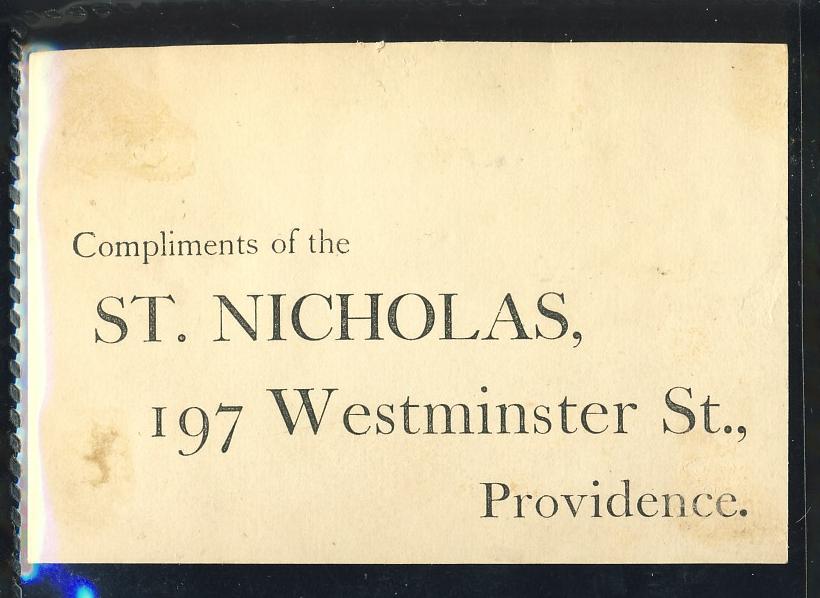 Compliments of the
ST. NICHOLAS,
197 Westminster St.,
Providence.